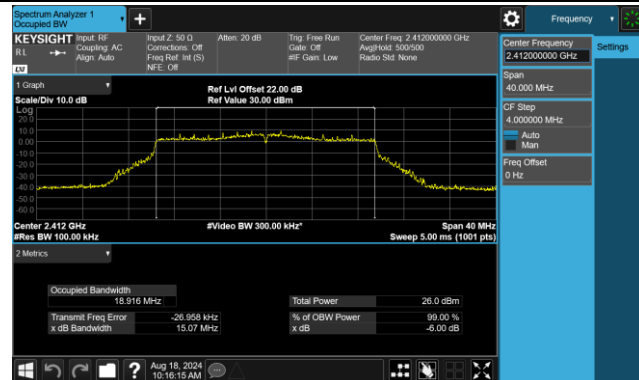 Spectrum Analyzer 1
Occupied BW
Frequency
KEYSIGHT
RL
LXI
Input: RF
Coupling: AC
Align: Auto
Input Z: 50 Ω
Corrections: Off
Freq Ref: Int (S)
NFE: Off
Atten: 20 dB
Trig: Free Run
Gate: Off
#IF Gain: Low
Center Freq: 2.412000000 GHz
Avg|Hold: 500/500
Radio Std: None
Center Frequency
2.412000000 GHz
Settings
Span
40.000 MHz
CF Step
4.000000 MHz
Auto
Man
Freq Offset
0 Hz
1 Graph
Scale/Div 10.0 dB
Ref Lvl Offset 22.00 dB
Ref Value 30.00 dBm
Log
20.0
10.0
0.00
-10.0
-20.0
-30.0
-40.0
-50.0
-60.0
Center 2.412 GHz
#Res BW 100.00 kHz
#Video BW 300.00 kHz*
Span 40 MHz
Sweep 5.00 ms (1001 pts)
2 Metrics
Occupied Bandwidth
18.916 MHz
Total Power 26.0 dBm
Transmit Freq Error -26.958 kHz
% of OBW Power 99.00 %
x dB Bandwidth 15.07 MHz
x dB -6.00 dB
?
Aug 18, 2024
10:16:15 AM